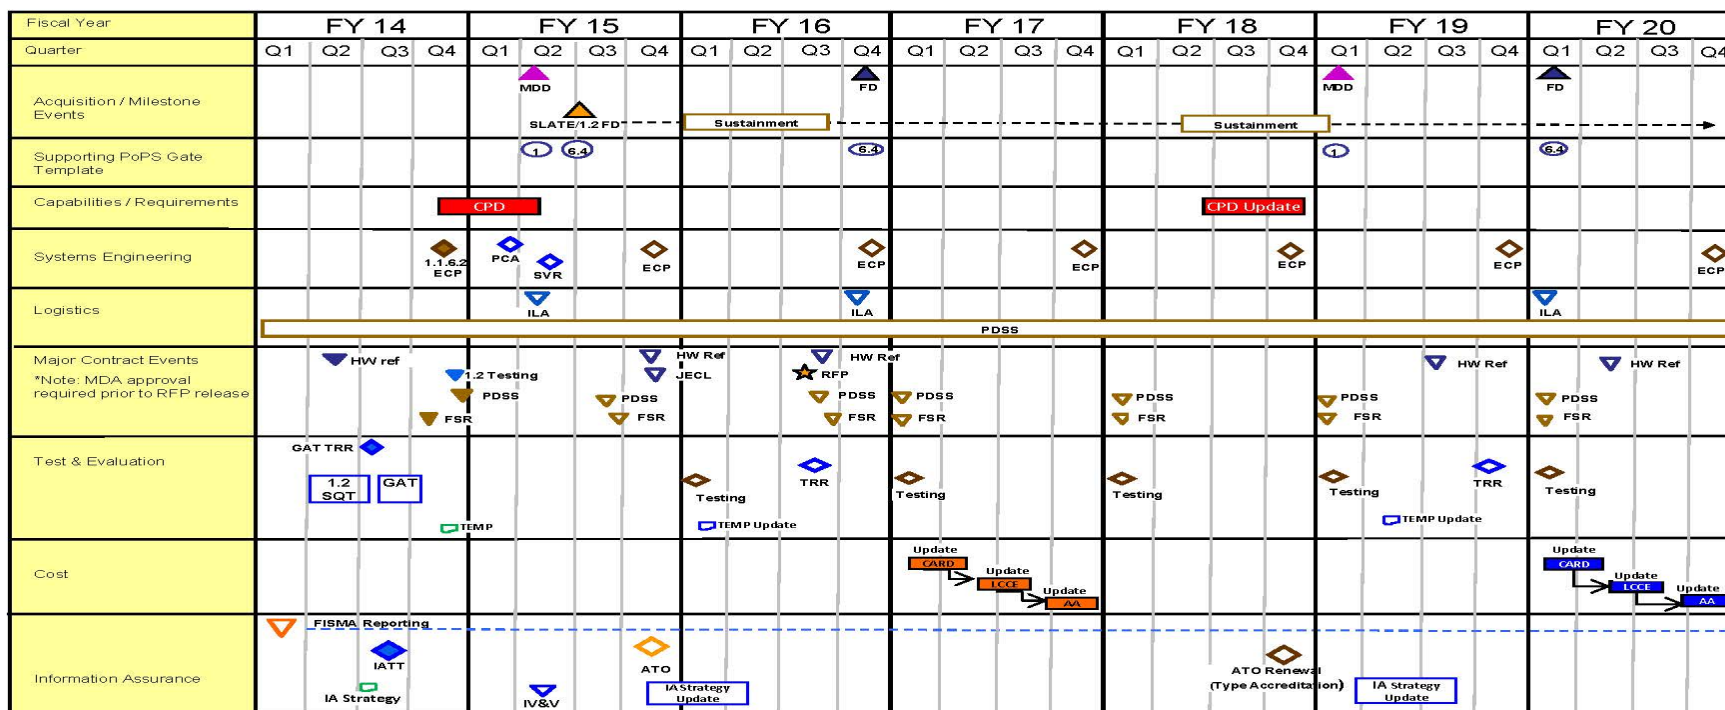 Fiscal Year FY 14 FY 15 FY 16 FY 17 FY 18 FY 19 FY 20
Quarter Q1 Q2 Q3 Q4 Q1 Q2 Q3 Q4 Q1 Q2 Q3 Q4 Q1 Q2 Q3 Q4 Q1 Q2 Q3 Q4 Q1 Q2 Q3 Q4 Q1 Q2 Q3 Q4
Acquisition / Milestone
Events
MDD FD MDD FD
SLATE/1.2 FD Sustainment Sustainment
Supporting PoPS Gate
Template
1 6.4 6.4 1 6.4
Capabilities / Requirements CPD CPD Update
Systems Engineering
1.1.6.2
ECP
PCA
SVR
ECP ECP ECP ECP ECP ECP
Logistics
ILA ILA ILA
PDSS
Major Contract Events
*Note: MDA approval
required prior to RFP release
HW ref HW Ref HW Ref HW Ref HW Ref
1.2 Testing JECL RFP
PDSS PDSS PDSS PDSS PDSS PDSS PDSS
FSR FSR FSR FSR FSR FSR FSR
Test & Evaluation
GAT TRR
1.2
SQT
GAT
TRR TRR
Testing Testing Testing Testing Testing
TEMP TEMP Update TEMP Update
Cost
Update
CARD
Update
LCCE
Update
AA
Update
CARD
Update
LCCE
Update
AA
Information Assurance
FISMA Reporting
IATT
IA Strategy
IV&V
ATO
IA Strategy
Update
ATO Renewal
(Type Accreditation)
IA Strategy
Update